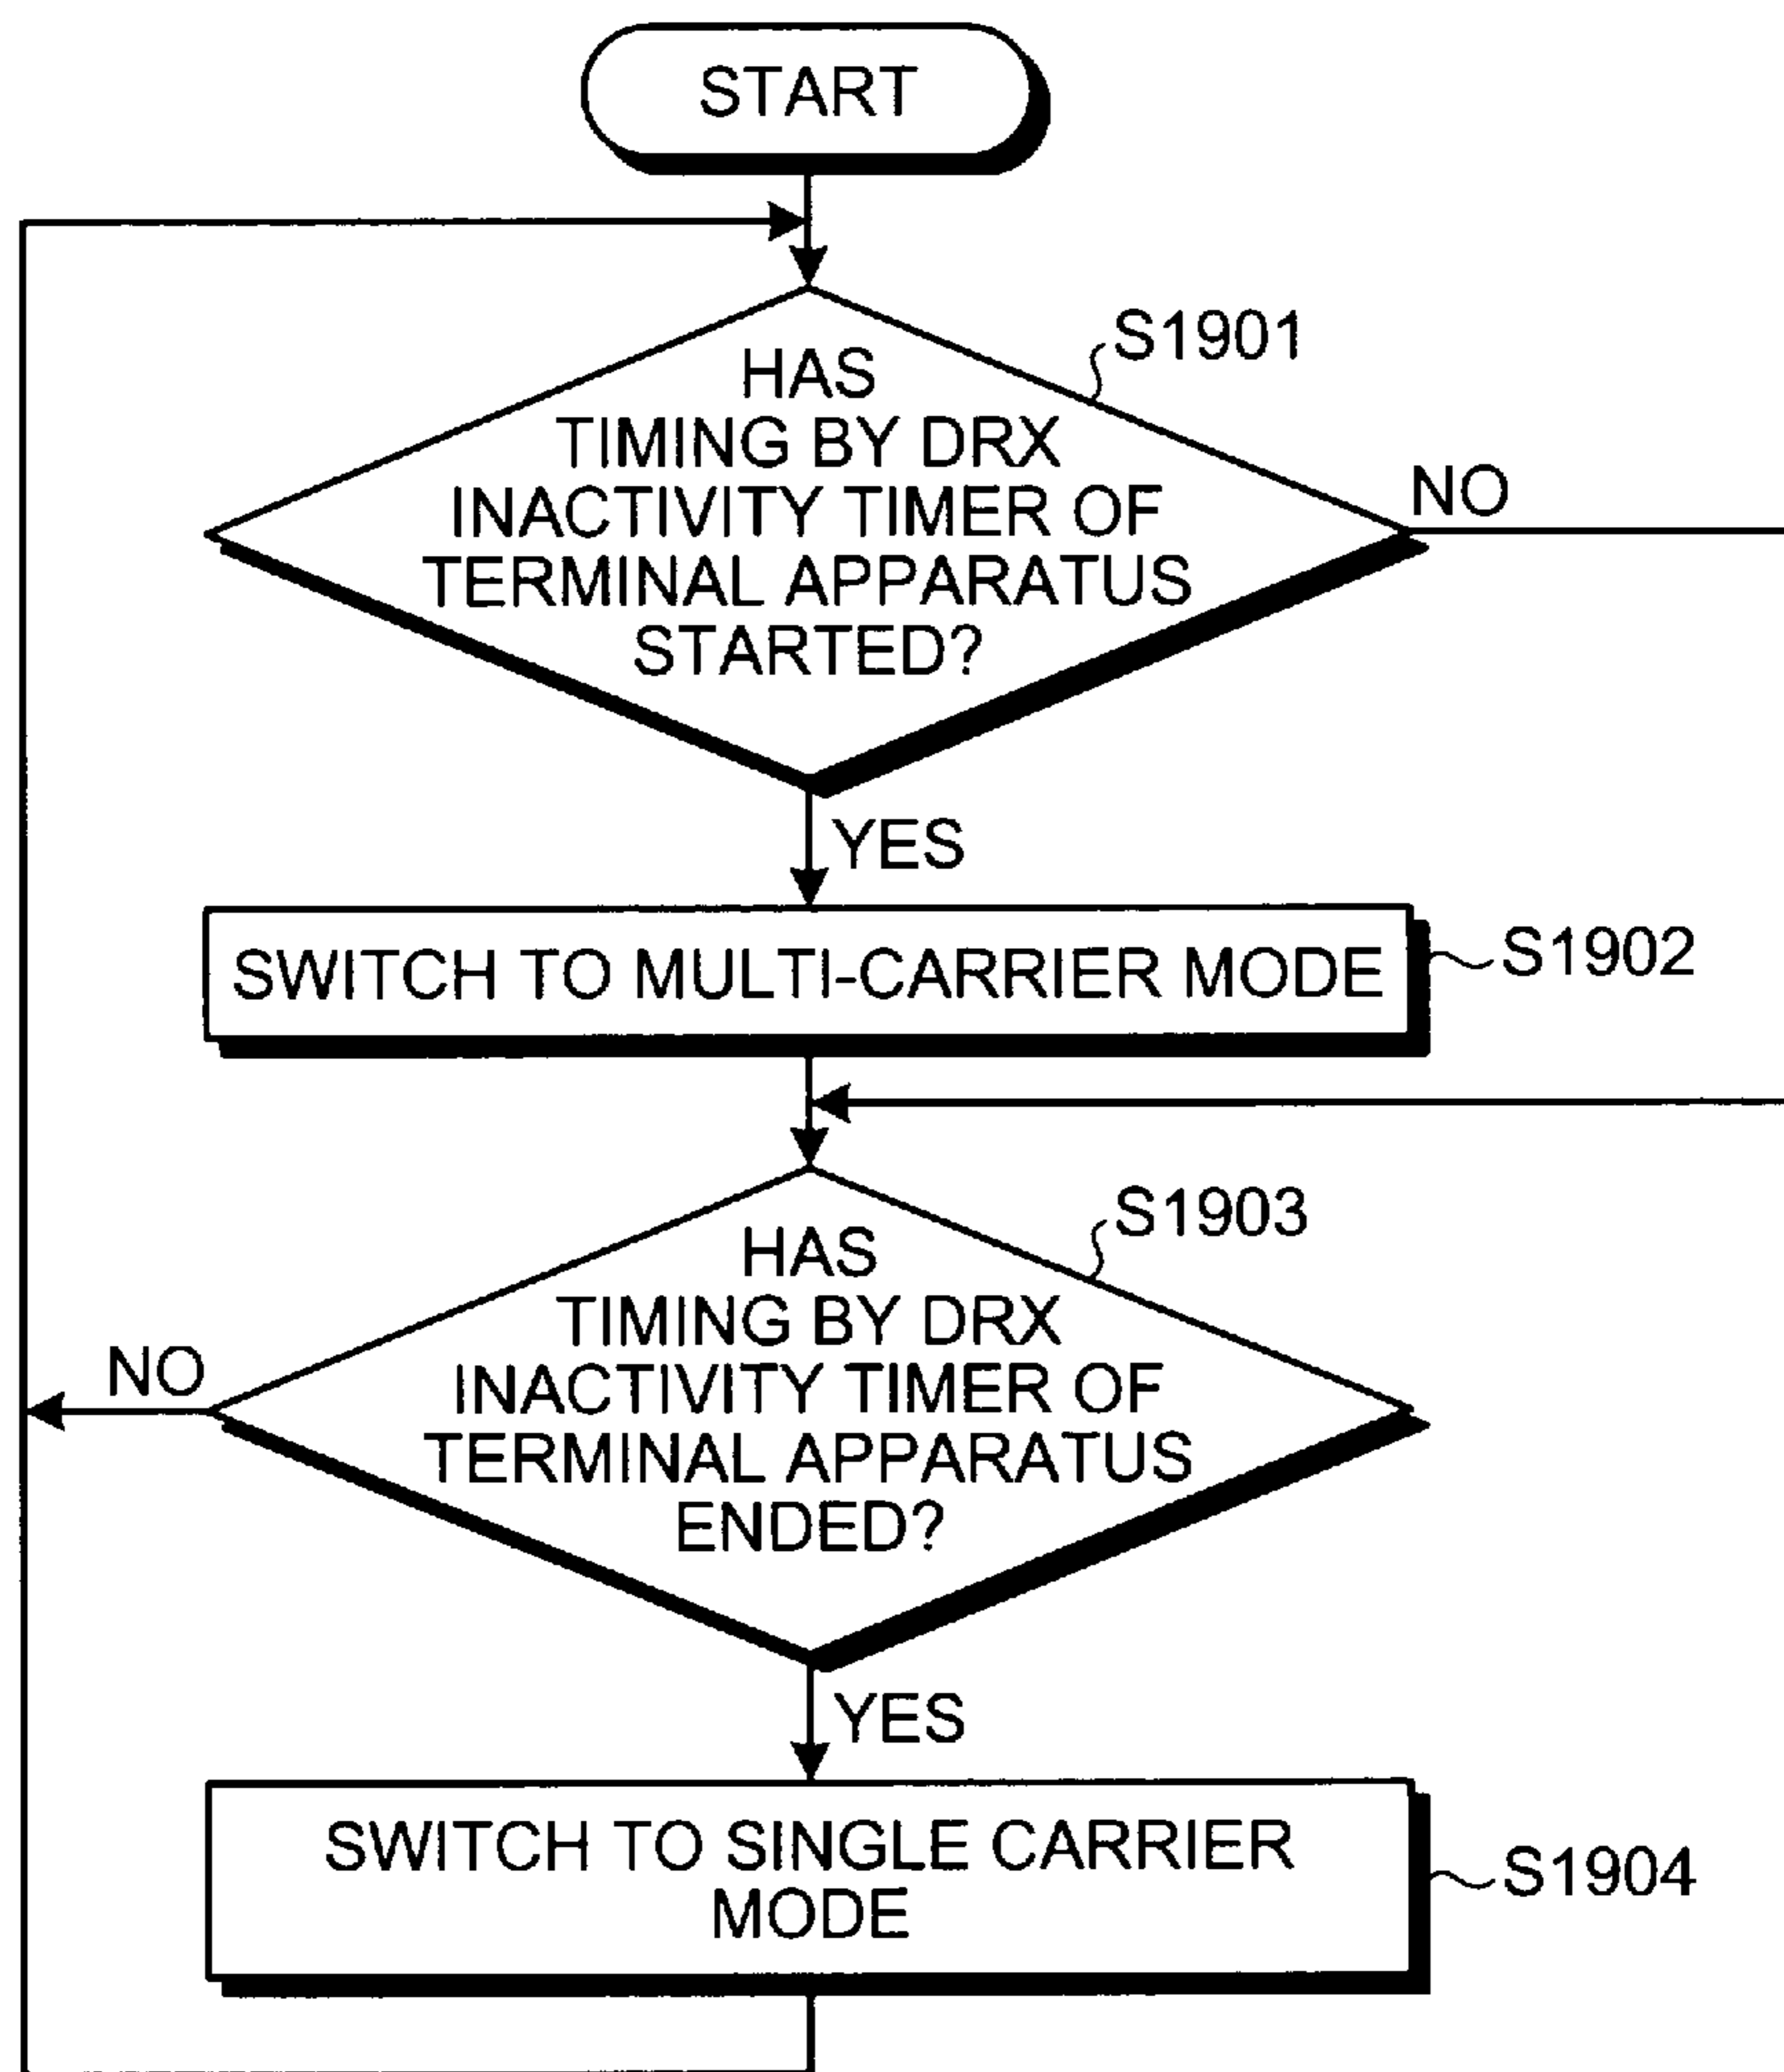 START
S1901
HAS
TIMING BY DRX
INACTIVITY TIMER OF
TERMINAL APPARATUS
STARTED?
NO
YES
SWITCH TO MULTI-CARRIER MODE
S1902
S1903
HAS
TIMING BY DRX
INACTIVITY TIMER OF
TERMINAL APPARATUS
ENDED?
NO
YES
SWITCH TO SINGLE CARRIER
MODE
S1904